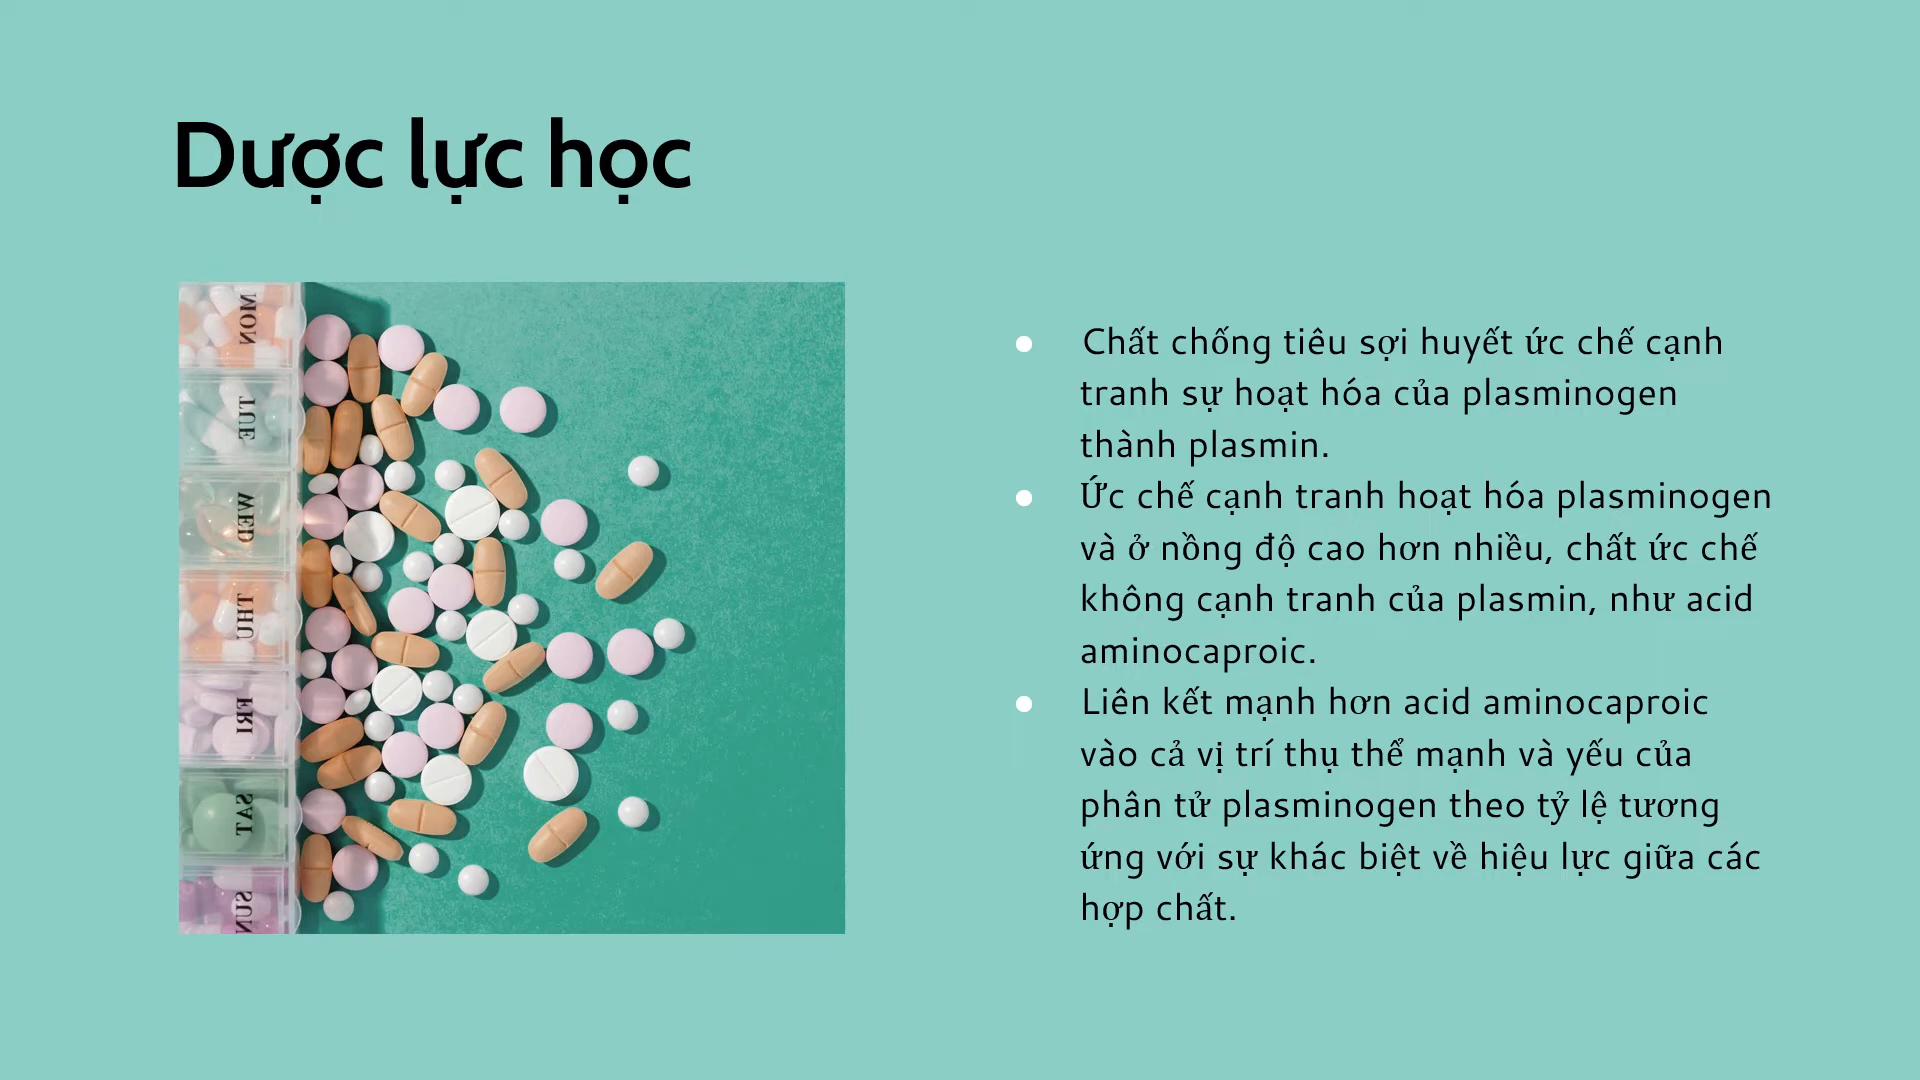 Dược lực học
MON
TUE
WED
THU
FRI
SAT
SUN
Chất chống tiêu sợi huyết ức chế cạnh
tranh sự hoạt hóa của plasminogen
thành plasmin.
Ức chế cạnh tranh hoạt hóa plasminogen
và ở nồng độ cao hơn nhiều, chất ức chế
không cạnh tranh của plasmin, như acid
aminocaproic.
Liên kết mạnh hơn acid aminocaproic
vào cả vị trí thụ thể mạnh và yếu của
phân tử plasminogen theo tỷ lệ tương
ứng với sự khác biệt về hiệu lực giữa các
hợp chất.